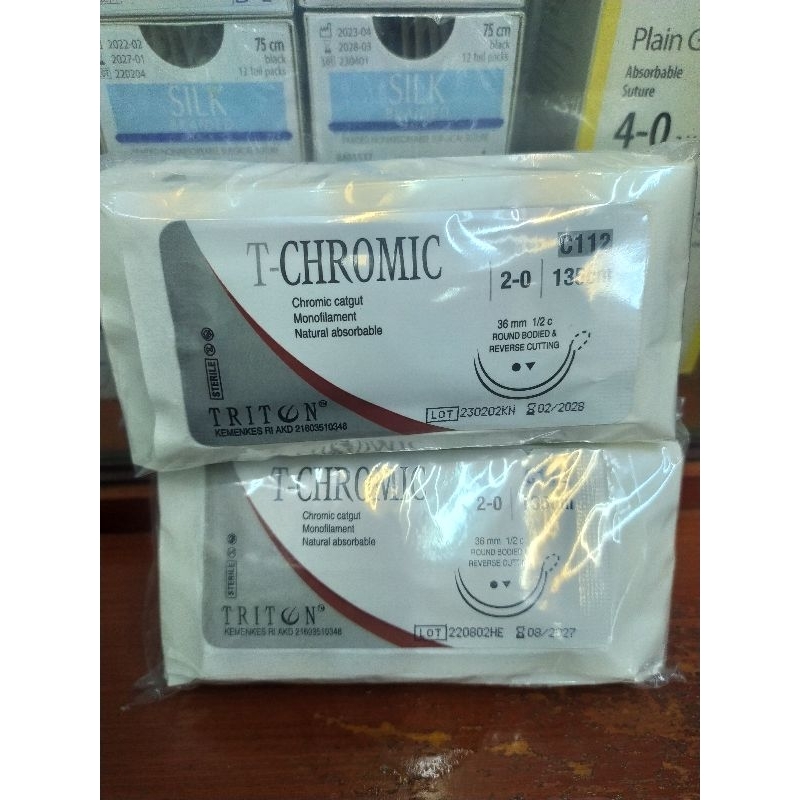 2022-02
2027-01
220204
75 cm
black
12 foil packs
SILK
2023-04
2028-03
230401
75 cm
black
12 foil packs
SILK
Plain
Absorbable
Suture
4-0
T-CHROMIC
Chromic catgut
Monofilament
Natural absorbable
C112
2-0
36 mm 1/2 c
ROUND BODIED &
REVERSE CUTTING
STERILE
TRITON
KEMENKES RI AKD 21603510348
LOT 230202KN 02/2028
T-CHROMIC
Chromic catgut
Monofilament
Natural absorbable
2-0
36 mm 1/2 c
ROUND BODIED
REVERSE
STERILE
TRITON
KEMENKES RI AKD 21603510348
LOT 220802HE 08/2027